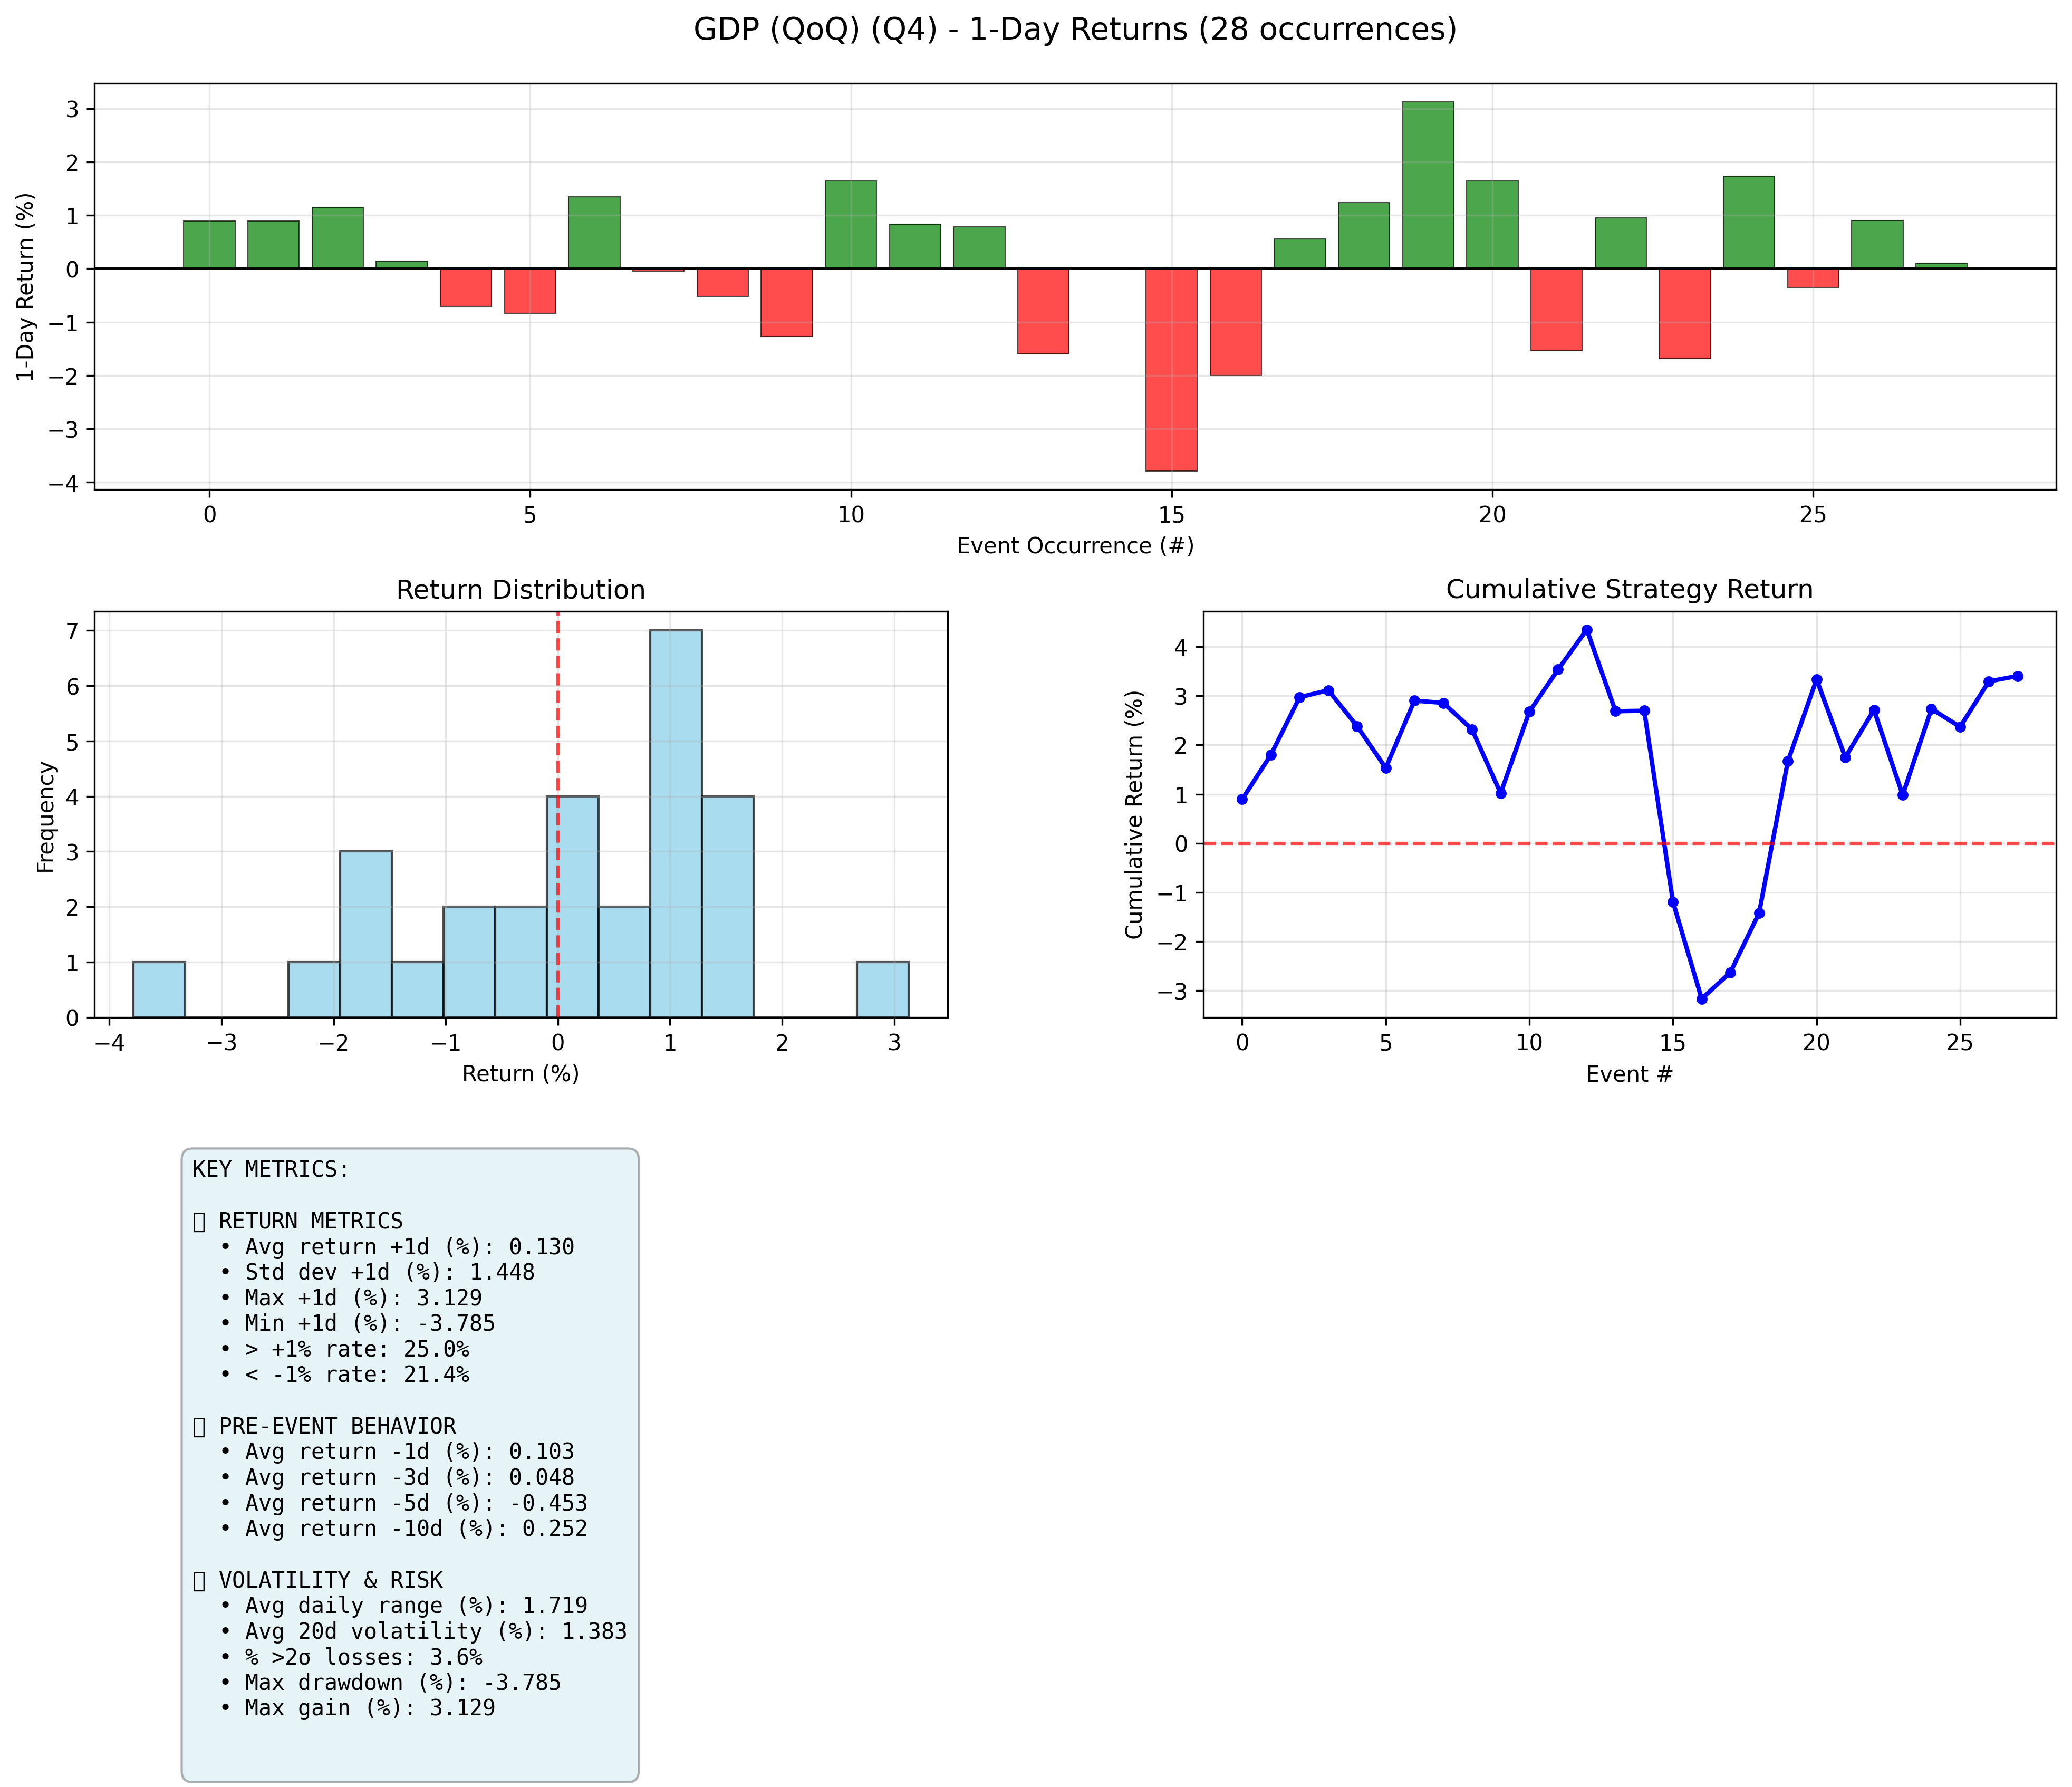 GDP (QoQ) (Q4) - 1-Day Returns (28 occurrences)
1-Day Return (%)
3
2
1
0
−1
−2
−3
−4
0 5 10 15 20 25
Event Occurrence (#)
Return Distribution
Frequency
7
6
5
4
3
2
1
0
−4 −3 −2 −1 0 1 2 3
Return (%)
Cumulative Strategy Return
Cumulative Return (%)
4
3
2
1
0
−1
−2
−3
0 5 10 15 20 25
Event #
KEY METRICS:
RETURN METRICS
• Avg return +1d (%): 0.130
• Std dev +1d (%): 1.448
• Max +1d (%): 3.129
• Min +1d (%): -3.785
• > +1% rate: 25.0%
• < -1% rate: 21.4%
PRE-EVENT BEHAVIOR
• Avg return -1d (%): 0.103
• Avg return -3d (%): 0.048
• Avg return -5d (%): -0.453
• Avg return -10d (%): 0.252
VOLATILITY & RISK
• Avg daily range (%): 1.719
• Avg 20d volatility (%): 1.383
• % >2σ losses: 3.6%
• Max drawdown (%): -3.785
• Max gain (%): 3.129